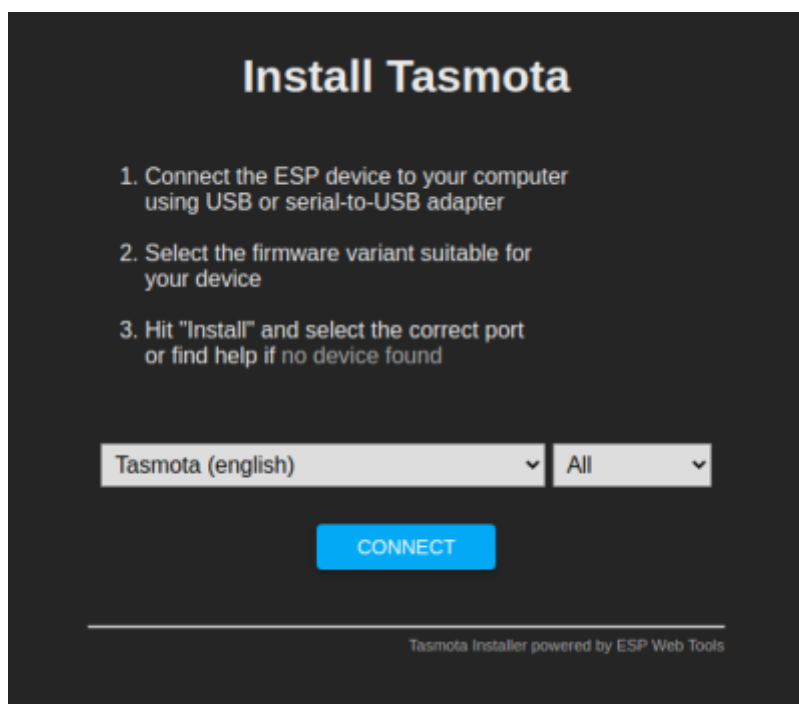 Install Tasmota
1. Connect the ESP device to your computer
using USB or serial-to-USB adapter
2. Select the firmware variant suitable for
your device
3. Hit "Install" and select the correct port
or find help if no device found
Tasmota (english) All
CONNECT
Tasmota Installer powered by ESP Web Tools